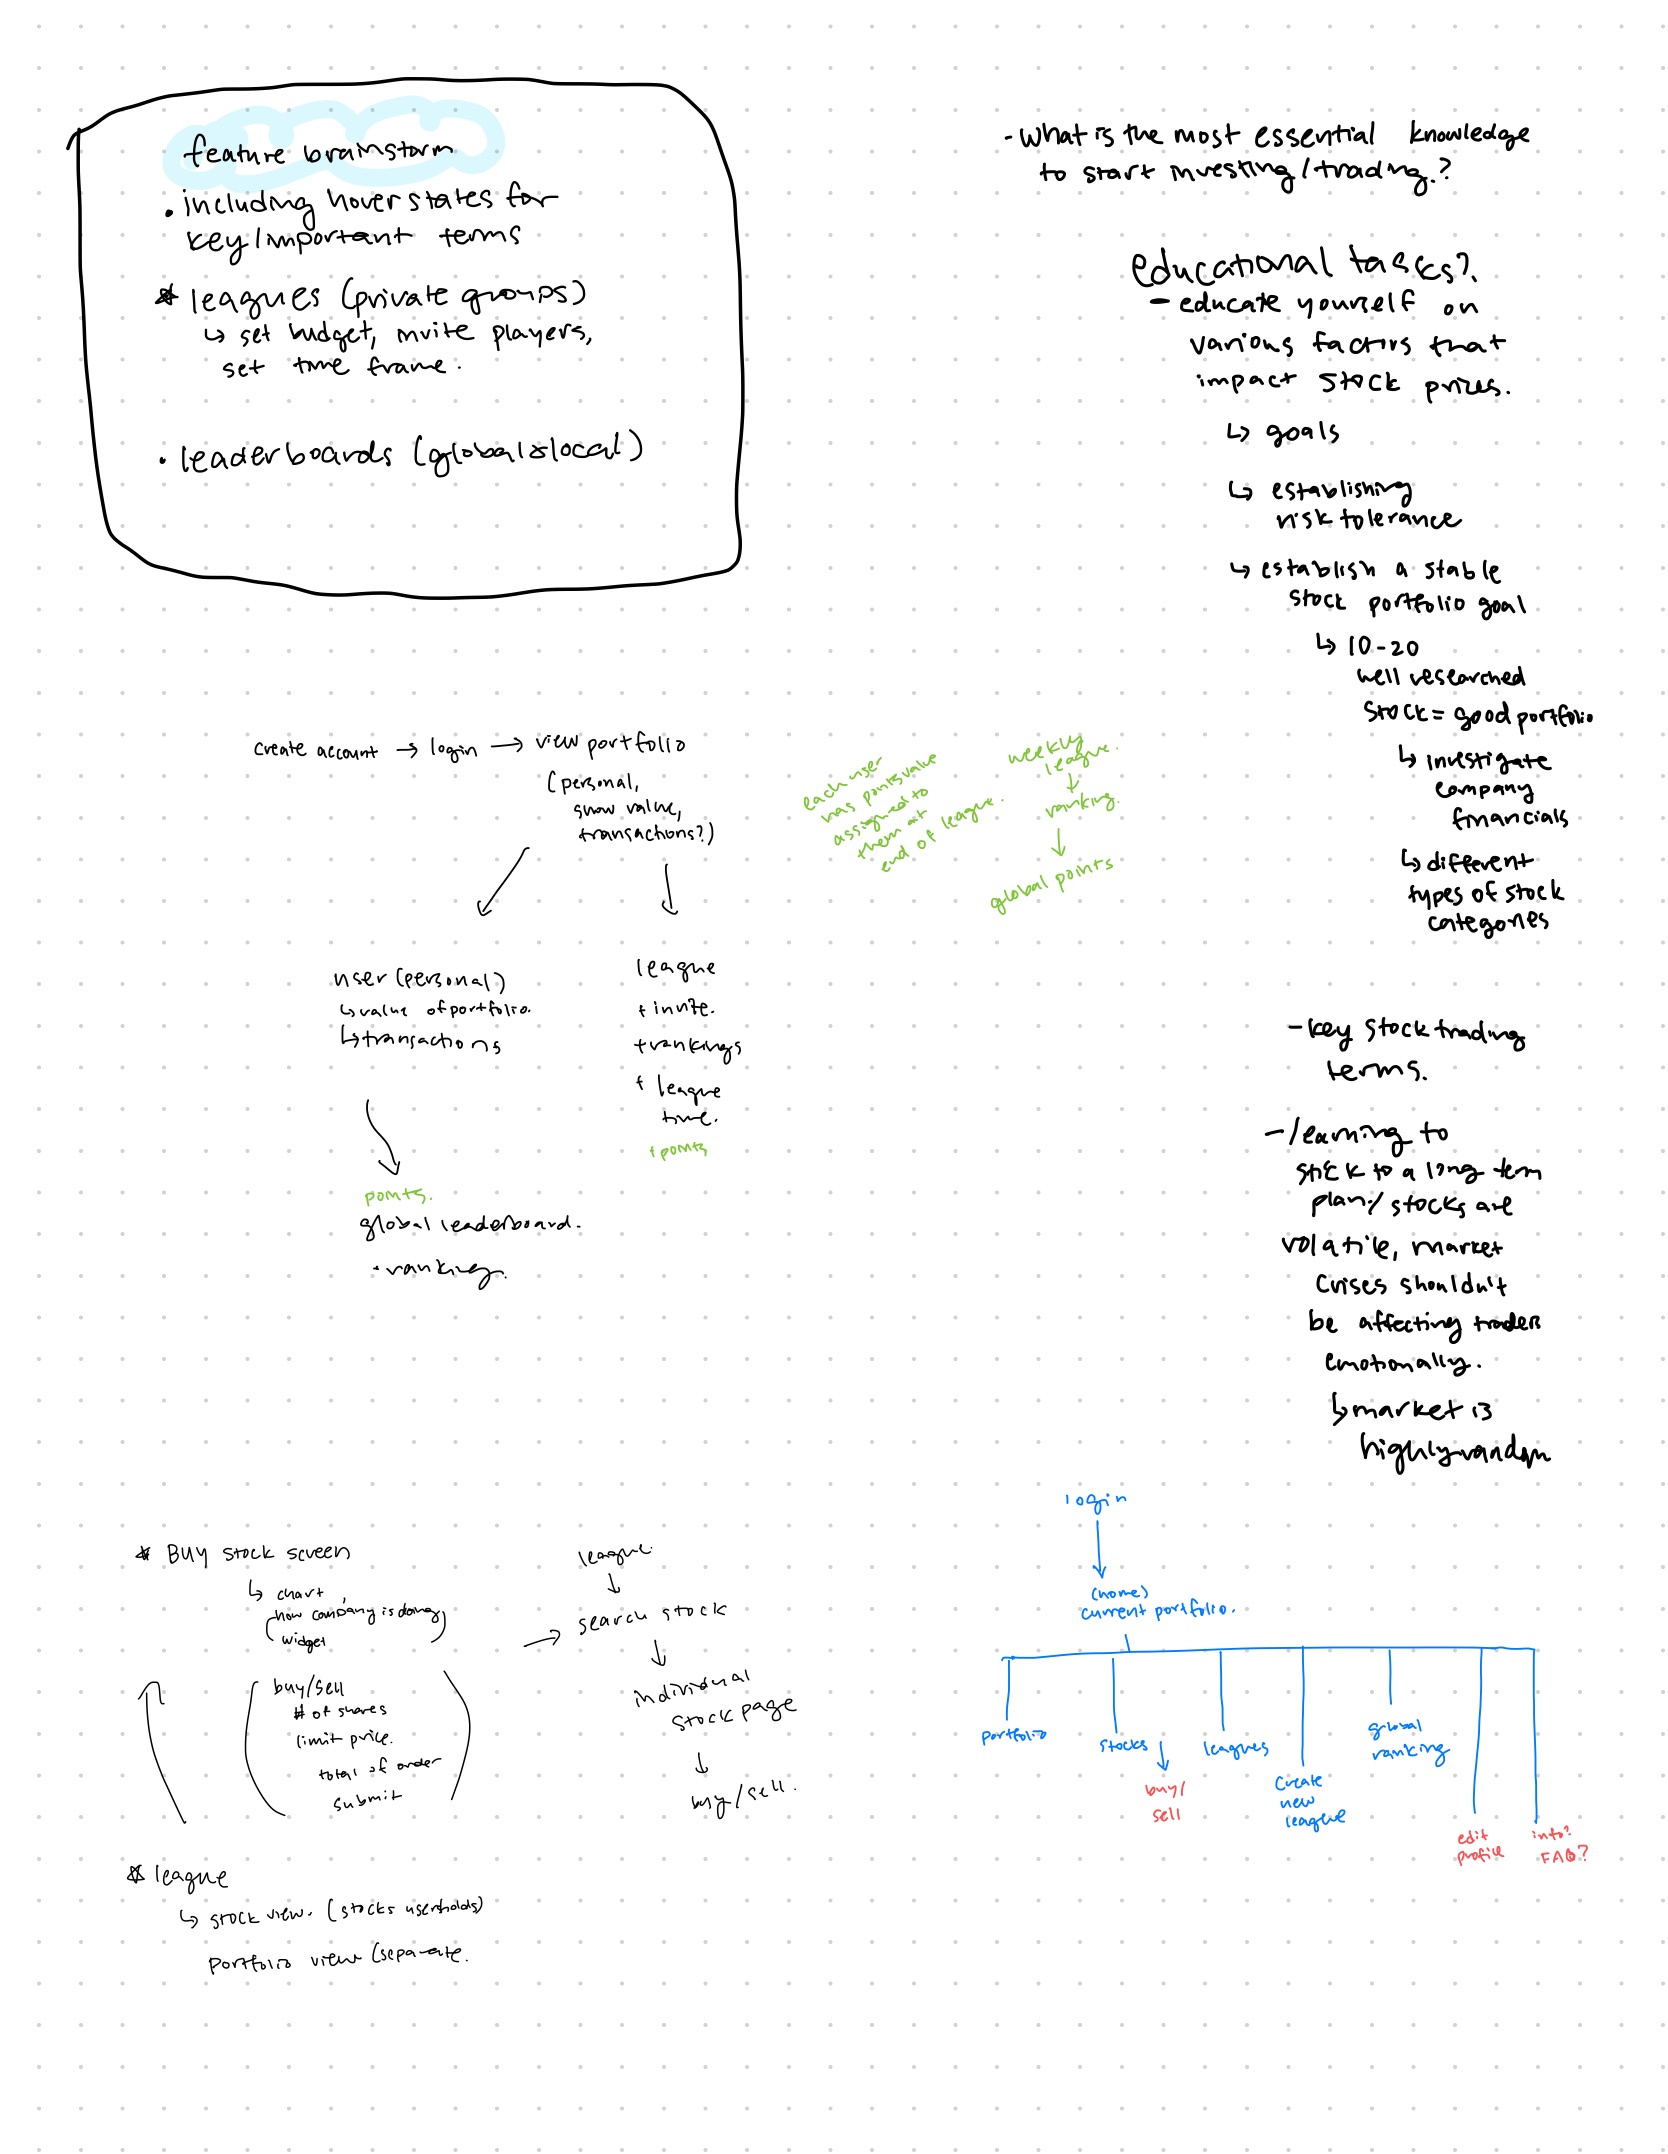 feature brainstorm
• including hover states for
key/important terms
* leagues (private groups)
↳ set budget, invite players,
set time frame.
• leaderboards (global & local)
- What is the most essential knowledge
to start investing/trading.?
educational tasks?
- educate yourself on
various factors that
impact stock prices.
↳ goals
↳ establishing
risk tolerance
↳ establish a stable
stock portfolio goal
↳ 10-20
well researched
stock = good portfolio
↳ investigate
company
financials
↳ different
types of stock
categories
- key stock trading
terms.
- learning to
stick to a long term
plan / stocks are
volatile, market
crises shouldn't
be affecting traders
emotionally.
↳ market is
highly random
create account → login → view portfolio
(personal,
show value,
transactions?)
user (personal)
↳ value of portfolio.
↳ transactions
points.
global leaderboard.
• ranking.
league
+ invite.
+ rankings
+ league
time.
+ points
each user
has points value
assigned to
them at
end of league.
weekly
league.
↓
ranking.
↓
global points
* Buy stock screen
↳ chart,
(how company is doing)
widget
buy/sell
# of shares
limit price.
total of order
submit
→
league.
↓
search stock
↓
individual
stock page
↓
buy/sell.
* league
↳ stock view. (stocks user holds)
portfolio view (separate.
login
↓
(home)
current portfolio.
portfolio
stocks
↓
buy/
sell
leagues
create
new
league
global
ranking
edit
profile
info?
FAQ?